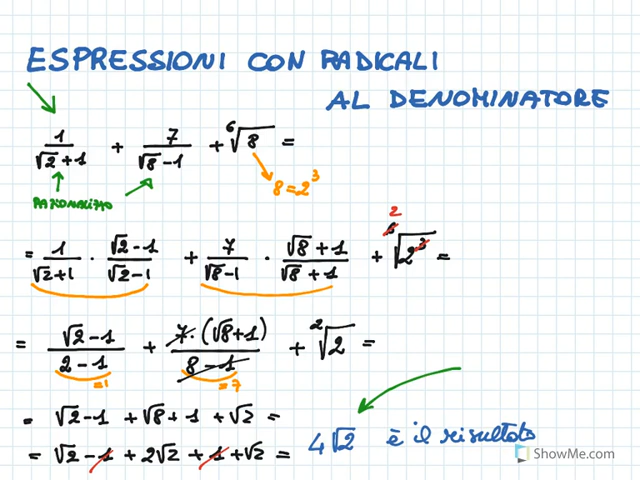 ESPRESSIONI CON RADICALI
AL DENOMINATORE
1/(√2+1) + 7/(√8-1) + ⁶√8 =
8=2³
RAZIONALIZZO
= 1/(√2+1) · (√2-1)/(√2-1) + 7/(√8-1) · (√8+1)/(√8+1) + ⁶√2³ =
2
= (√2-1)/(2-1) + 7·(√8+1)/(8-1) + ²√2 =
=1 =7
= √2-1 + √8+1 + √2 =
= √2-1 + 2√2 + 1 + √2 = 4√2 è il risultato
ShowMe.com